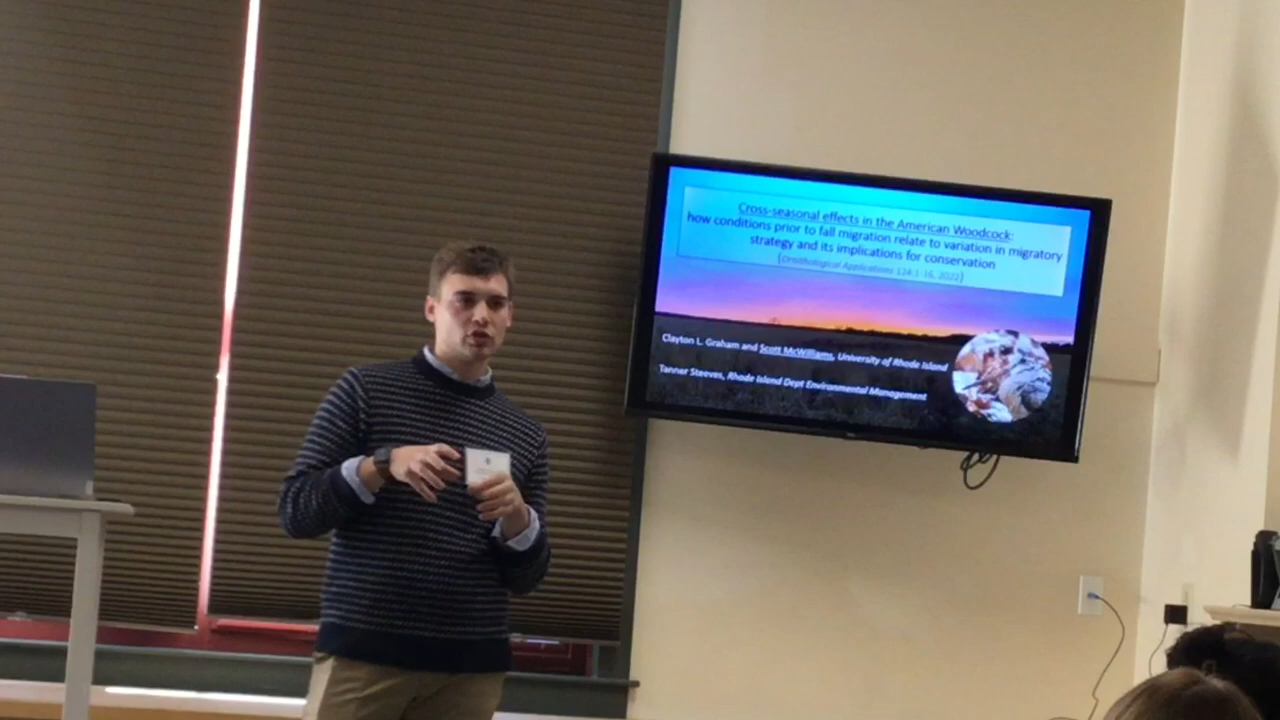 Cross-seasonal effects in the American Woodcock:
how conditions prior to fall migration relate to variation in migratory
strategy and its implications for conservation
(Ornithological Applications 124:1-16, 2022)
Clayton L. Graham and Scott McWilliams, University of Rhode Island
Tanner Steeves, Rhode Island Dept Environmental Management